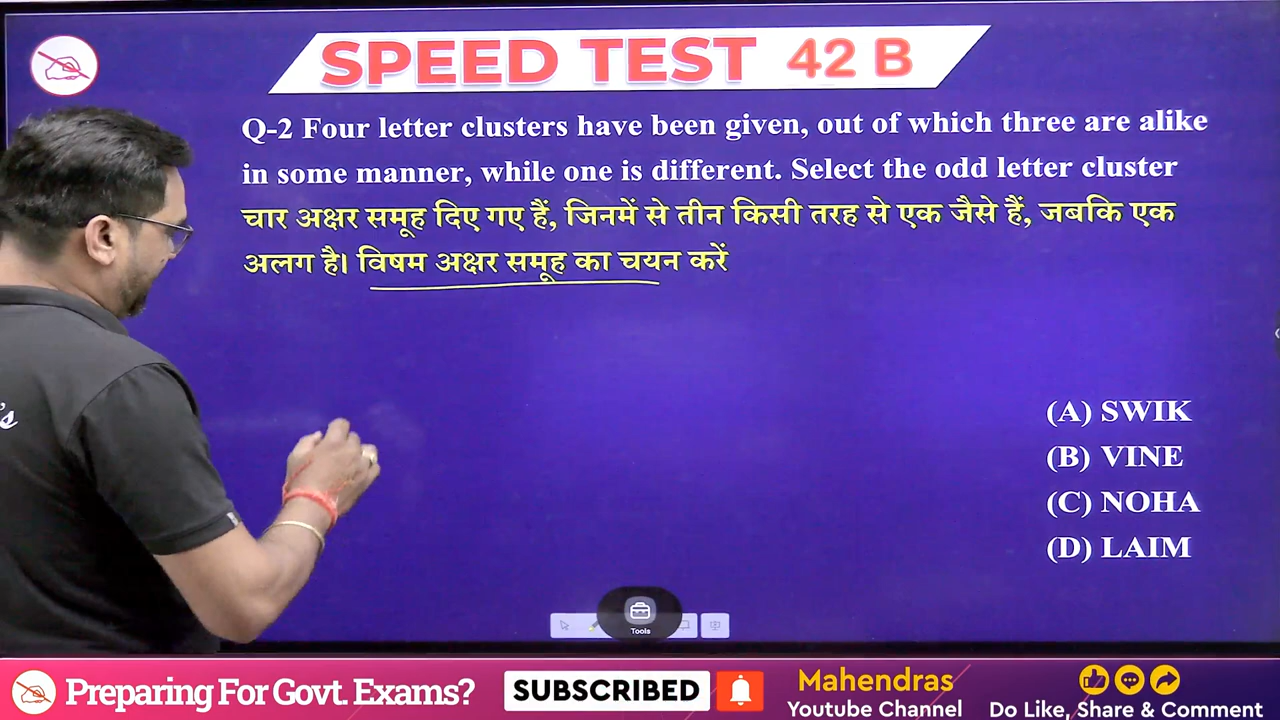 SPEED TEST 42 B
Q-2 Four letter clusters have been given, out of which three are alike
in some manner, while one is different. Select the odd letter cluster
चार अक्षर समूह दिए गए हैं, जिनमें से तीन किसी तरह से एक जैसे हैं, जबकि एक
अलग है। विषम अक्षर समूह का चयन करें
(A) SWIK
(B) VINE
(C) NOHA
(D) LAIM
's
Tools
Preparing For Govt. Exams?
SUBSCRIBED
Mahendras
Youtube Channel
Do Like, Share & Comment